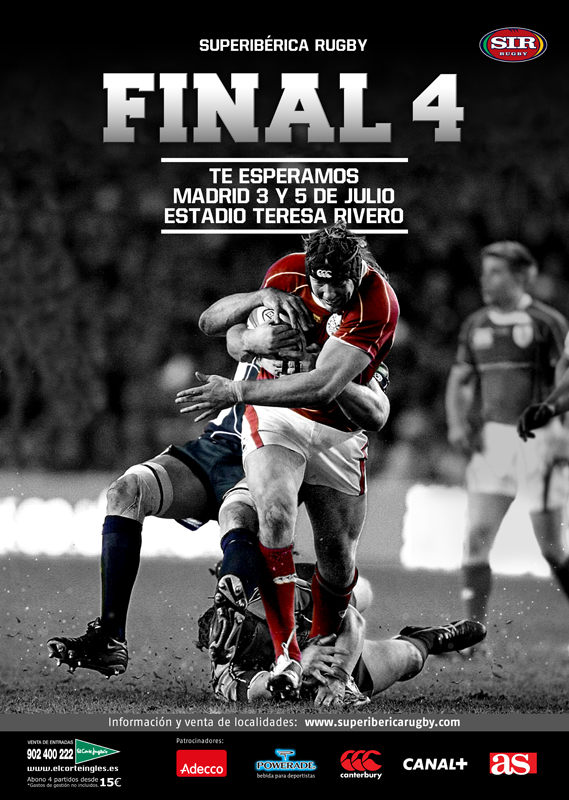 SUPERIBÉRICA RUGBY
SIR
RUGBY
FINAL 4
TE ESPERAMOS
MADRID 3 Y 5 DE JULIO
ESTADIO TERESA RIVERO
Información y venta de localidades: www.superibericarugby.com
VENTA DE ENTRADAS
902 400 222
El Corte Inglés
www.elcorteingles.es
Abono 4 partidos desde 15€
*Gastos de gestión no incluidos.
Patrocinadores:
Adecco
POWERADE
bebida para deportistas
canterbury
CANAL+
as